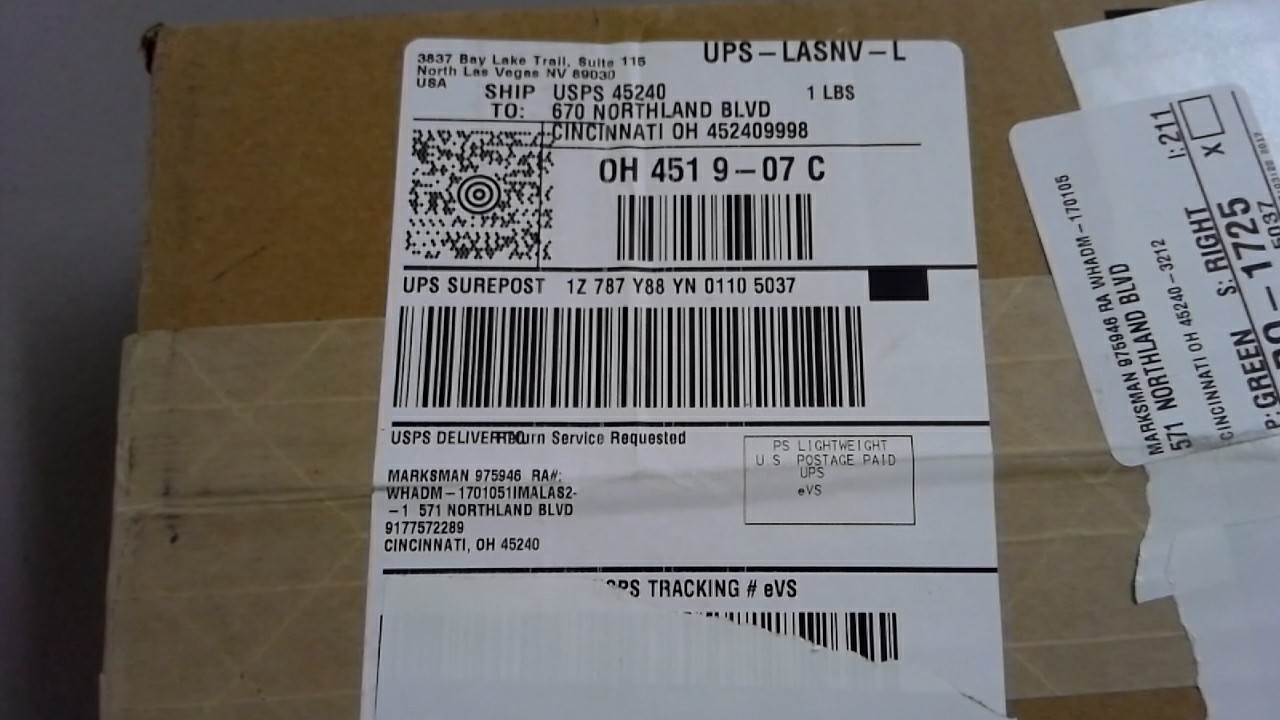 3837 Bay Lake Trail, Suite 115
North Las Vegas NV 89030
USA
UPS-LASNV-L
SHIP TO: USPS 45240 1 LBS
670 NORTHLAND BLVD
CINCINNATI OH 452409998
OH 451 9-07 C
UPS SUREPOST 1Z 787 Y88 YN 0110 5037
USPS DELIVER TO: Return Service Requested
MARKSMAN 975946 RA#:
WHADM-1701051IMALAS2-
-1 571 NORTHLAND BLVD
9177572289
CINCINNATI, OH 45240
PS LIGHTWEIGHT
U S POSTAGE PAID
UPS
eVS
TRACKING # eVS
MARKSMAN 975946 RA WHADM-170105
571 NORTHLAND BLVD
CINCINNATI OH 45240-3212
P: GREEN S: RIGHT I: 211
1725 X